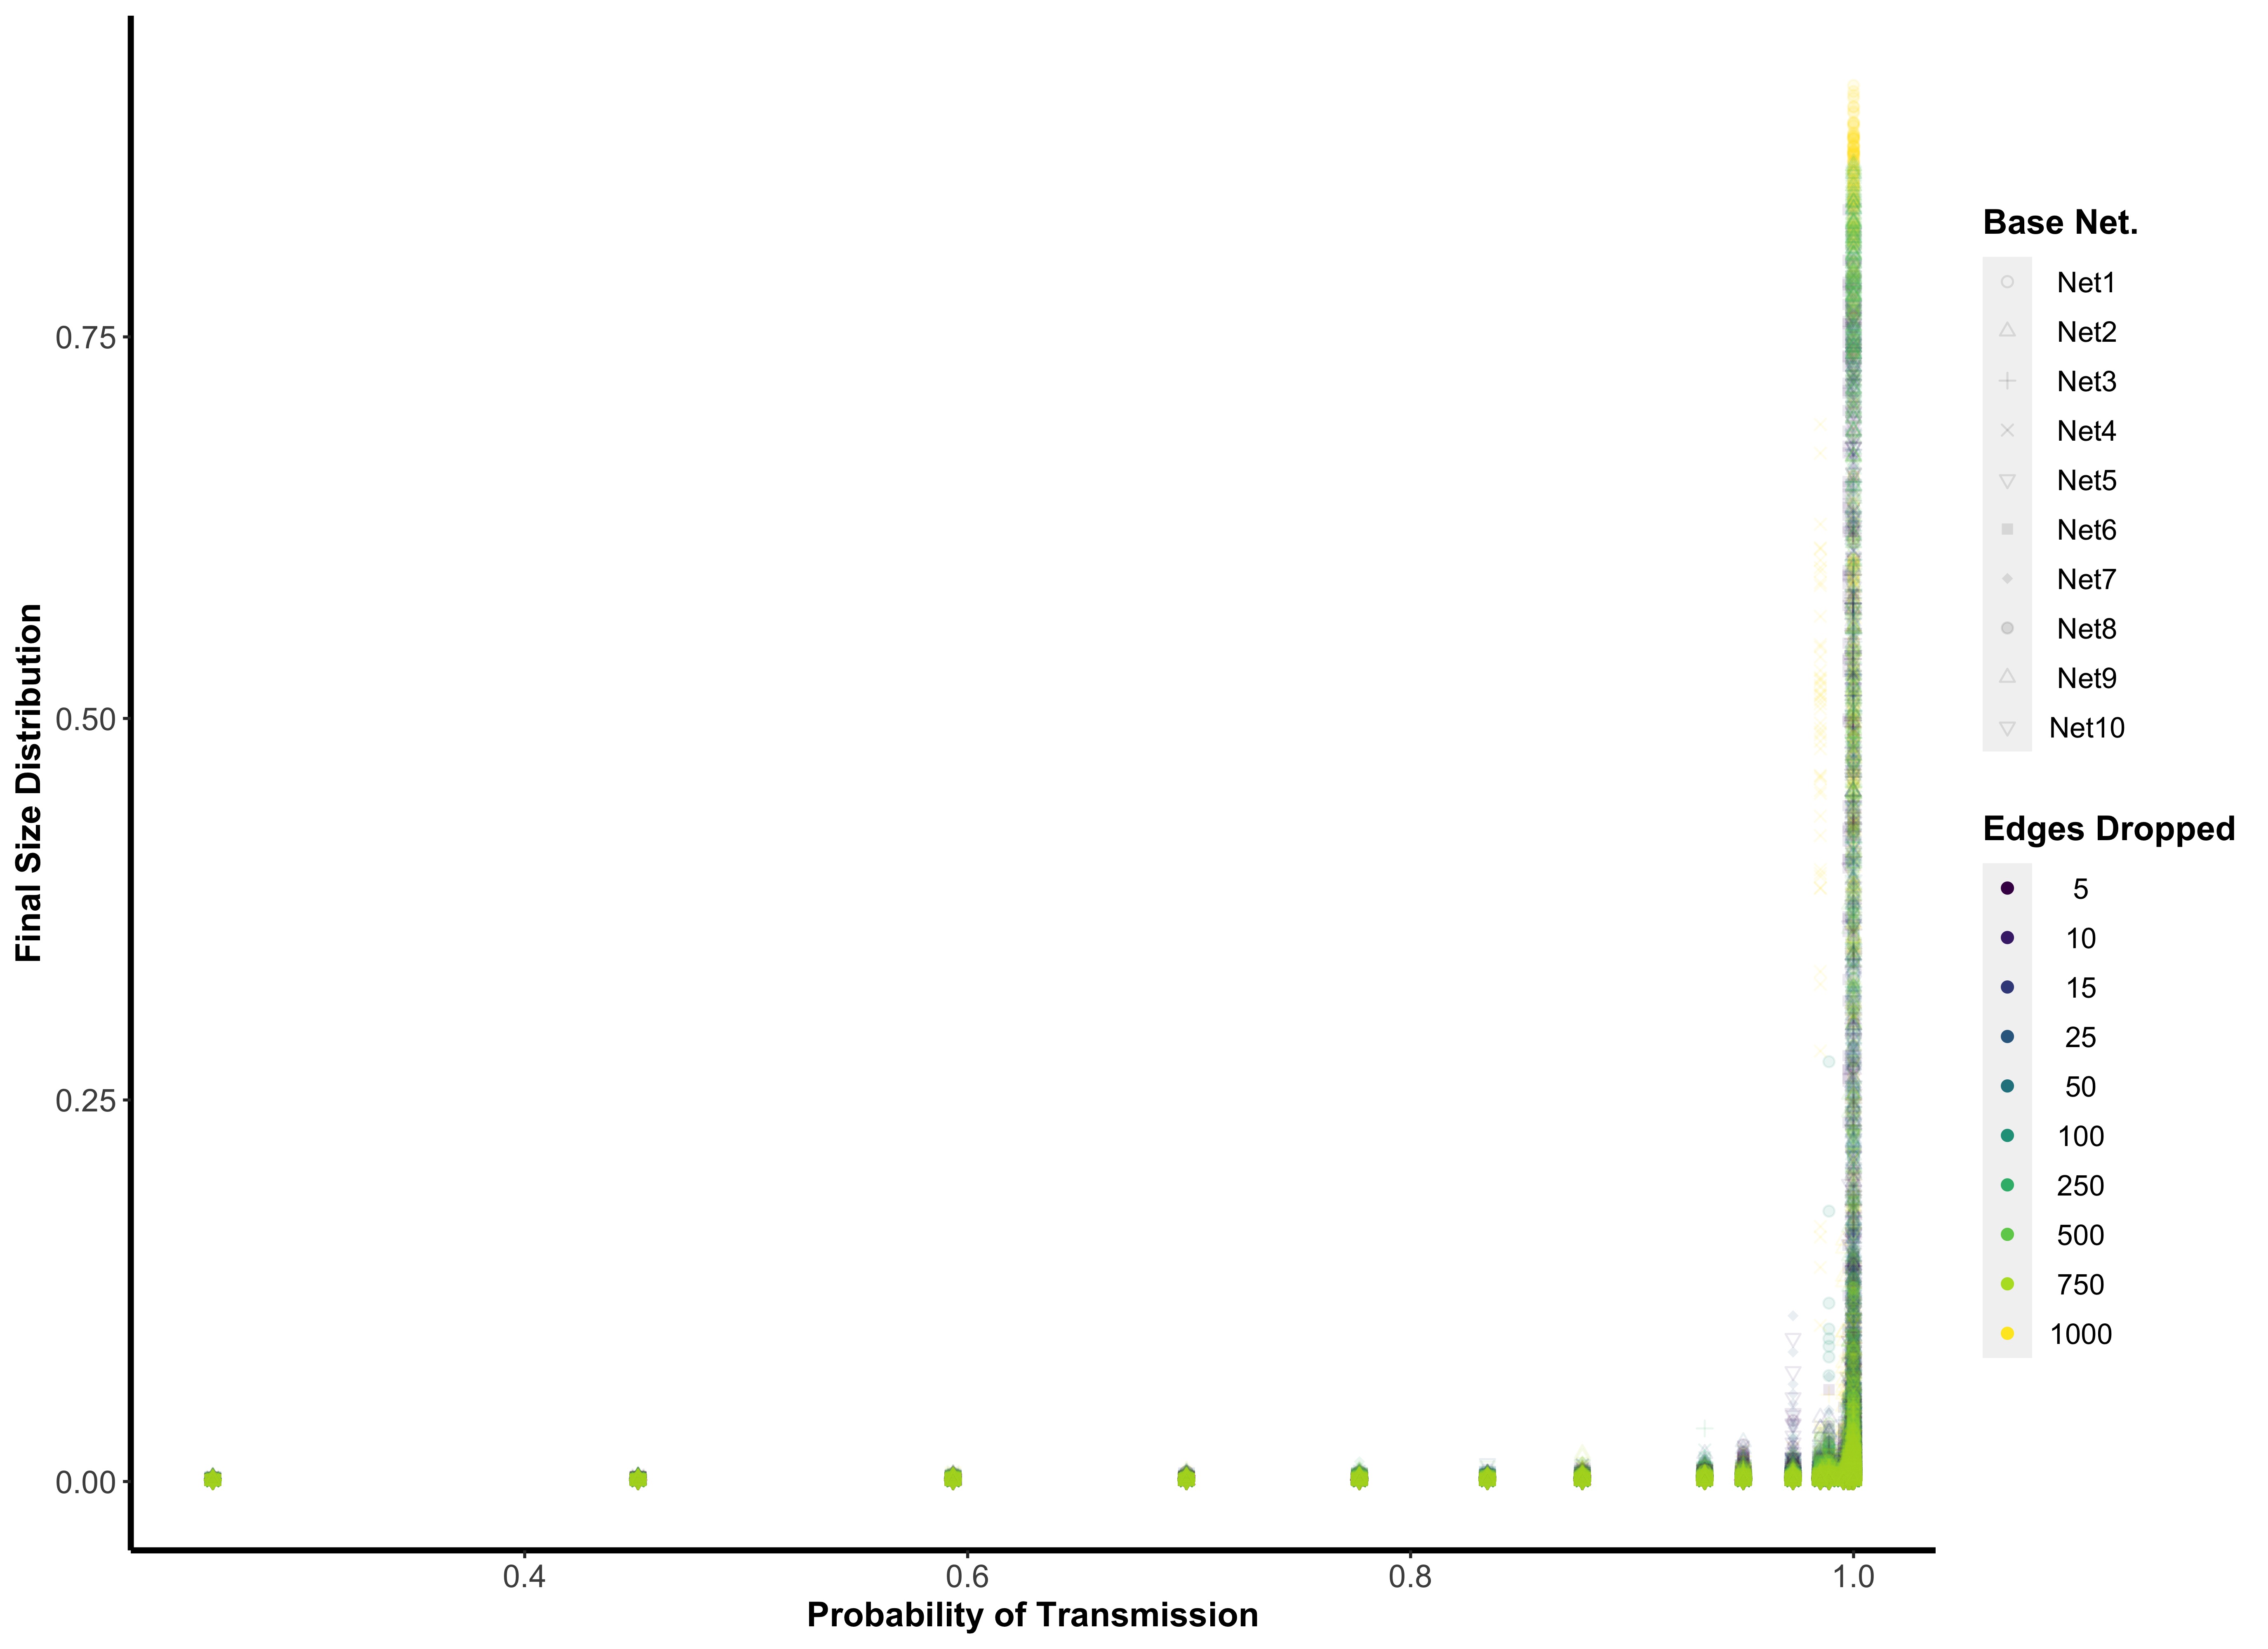 Final Size Distribution
0.75
0.50
0.25
0.00
0.4
0.6
0.8
1.0
Probability of Transmission
Base Net.
Net1
Net2
Net3
Net4
Net5
Net6
Net7
Net8
Net9
Net10
Edges Dropped
5
10
15
25
50
100
250
500
750
1000